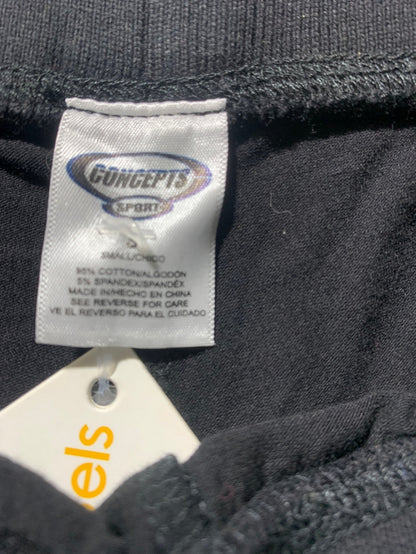 CONCEPTS
SPORT
S
SMALL/CHICO
95% COTTON/ALGODÓN
5% SPANDEX/SPANDÉX
MADE IN/HECHO EN CHINA
SEE REVERSE FOR CARE
VE EL REVERSO PARA EL CUIDADO
els